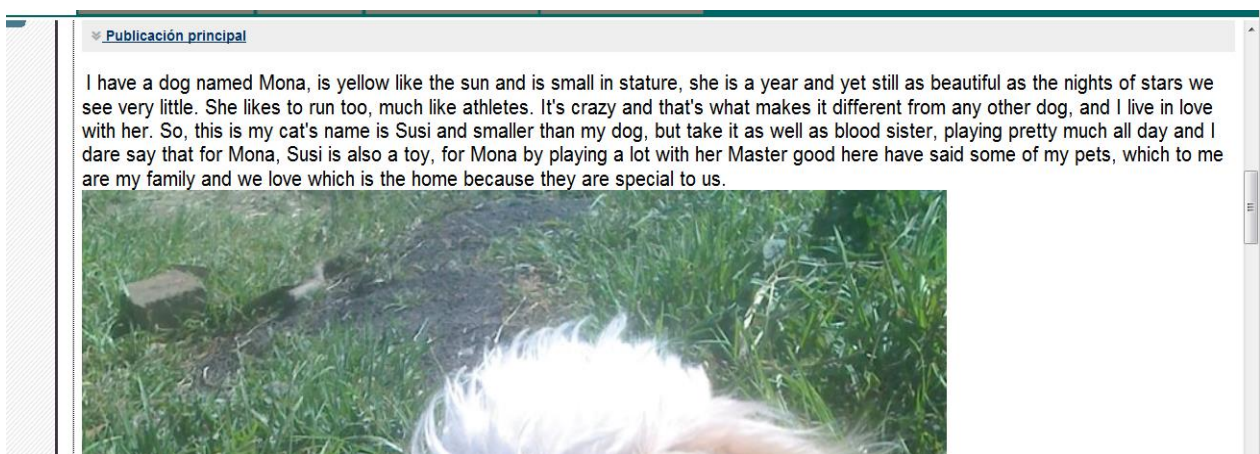 Publicación principal
I have a dog named Mona, is yellow like the sun and is small in stature, she is a year and yet still as beautiful as the nights of stars we
see very little. She likes to run too, much like athletes. It's crazy and that's what makes it different from any other dog, and I live in love
with her. So, this is my cat's name is Susi and smaller than my dog, but take it as well as blood sister, playing pretty much all day and I
dare say that for Mona, Susi is also a toy, for Mona by playing a lot with her Master good here have said some of my pets, which to me
are my family and we love which is the home because they are special to us.